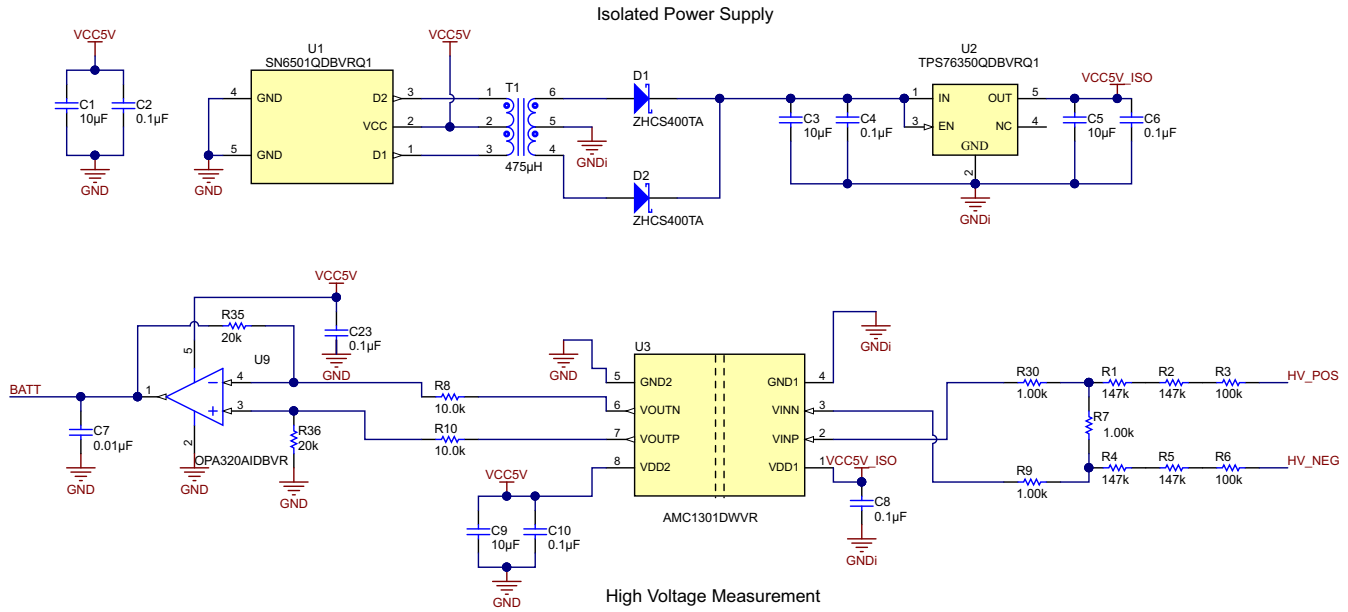 Isolated Power Supply
VCC5V
C1
10µF
C2
0.1µF
GND
U1
SN6501QDBVRQ1
4
GND
5
GND
D2
3
VCC
2
D1
1
GND
VCC5V
T1
1
2
3
6
5
4
475µH
GNDi
D1
ZHCS400TA
D2
ZHCS400TA
C3
10µF
C4
0.1µF
U2
TPS76350QDBVRQ1
1
IN
3
EN
OUT
5
NC
4
GND
2
GNDi
VCC5V_ISO
C5
10µF
C6
0.1µF
VCC5V
R35
20k
C23
0.1µF
GND
U9
5
4
3
1
2
BATT
C7
0.01µF
GND
OPA320AIDBVR
GND
R36
20k
GND
R8
10.0k
R10
10.0k
GND
U3
5
GND2
6
VOUTN
7
VOUTP
8
VDD2
GND1
4
VINN
3
VINP
2
VDD1
1
AMC1301DWVR
GNDi
VCC5V
C9
10µF
C10
0.1µF
GND
VCC5V_ISO
C8
0.1µF
GNDi
R30
1.00k
R1
147k
R2
147k
R3
100k
HV_POS
R7
1.00k
R9
1.00k
R4
147k
R5
147k
R6
100k
HV_NEG
High Voltage Measurement